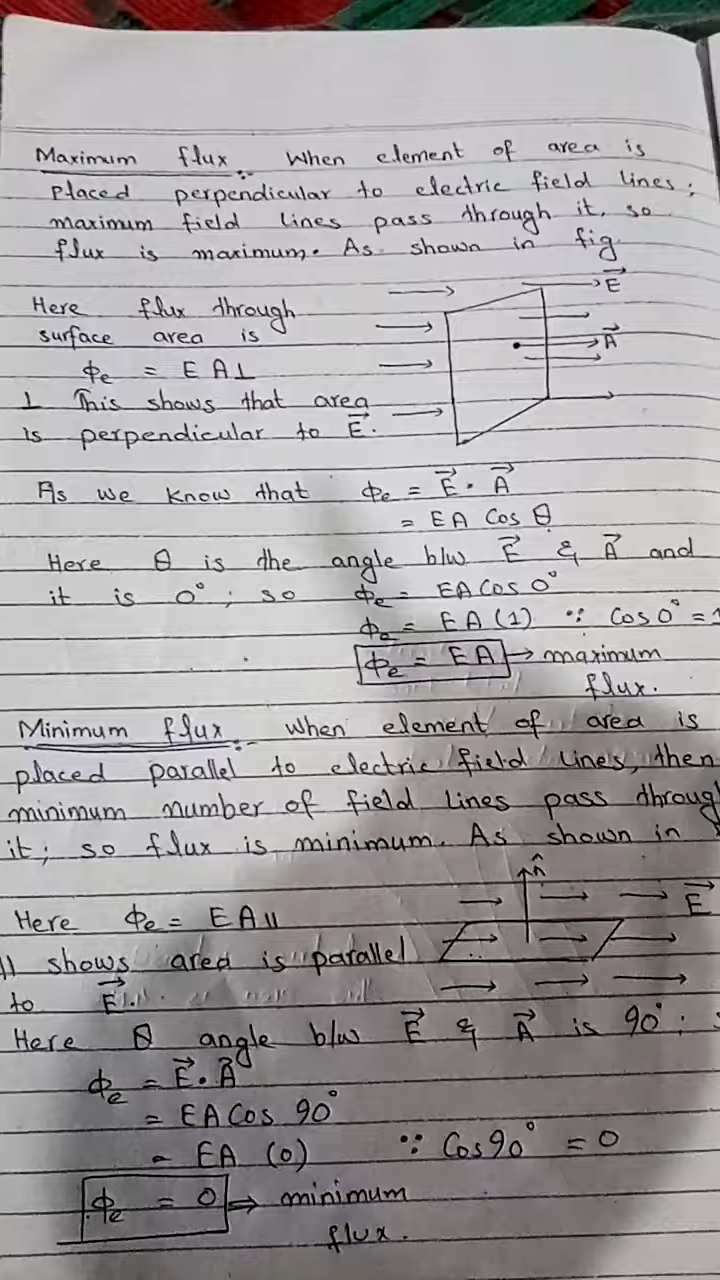 Maximum flux :- When element of area is
placed perpendicular to electric field lines;
maximum field lines pass through it, so
flux is maximum. As shown in fig.
E⃗
Here flux through
surface area is
A⃗
ϕe = E A⊥
⊥ This shows that area
is perpendicular to E⃗.
As we know that ϕe = E⃗ · A⃗
= EA Cos θ
Here θ is the angle b/w E⃗ & A⃗ and
it is 0°; so ϕe = EA Cos 0°
ϕe = EA (1) ∵ Cos 0° = 1
ϕe = EA → maximum
flux.
Minimum flux :- When element of area is
placed parallel to electric field lines, then
minimum number of field lines pass through
it; so flux is minimum. As shown in
n̂
E⃗
Here ϕe = EA||
|| shows area is parallel
to E⃗.
Here θ angle b/w E⃗ & A⃗ is 90°;
ϕe = E⃗ · A⃗
= EA Cos 90°
= EA (0) ∵ Cos 90° = 0
ϕe = 0 ⇒ minimum
flux.